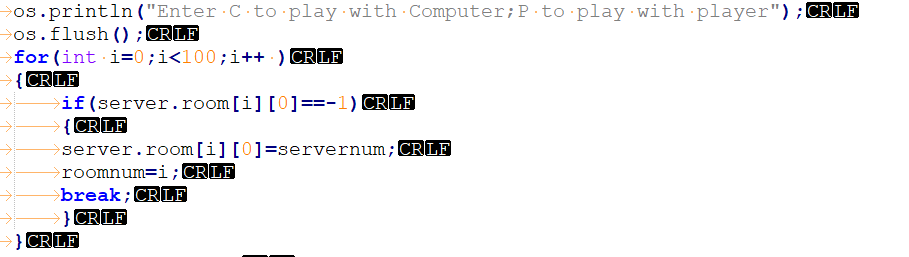 os.println("Enter C to play with Computer;P to play with player");CRLF
os.flush();CRLF
for(int i=0;i<100;i++ )CRLF
{CRLF
if(server.room[i][0]==-1)CRLF
{CRLF
server.room[i][0]=servernum;CRLF
roomnum=i;CRLF
break;CRLF
}CRLF
}CRLF